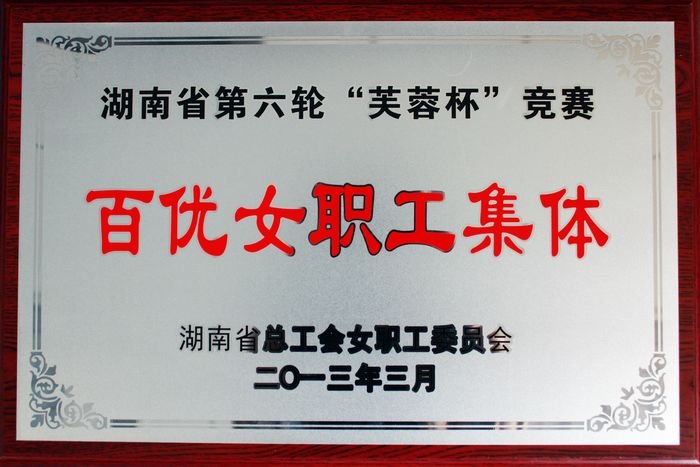 湖南省第六轮“芙蓉杯”竞赛
百优女职工集体
湖南省总工会女职工委员会
二〇一三年三月